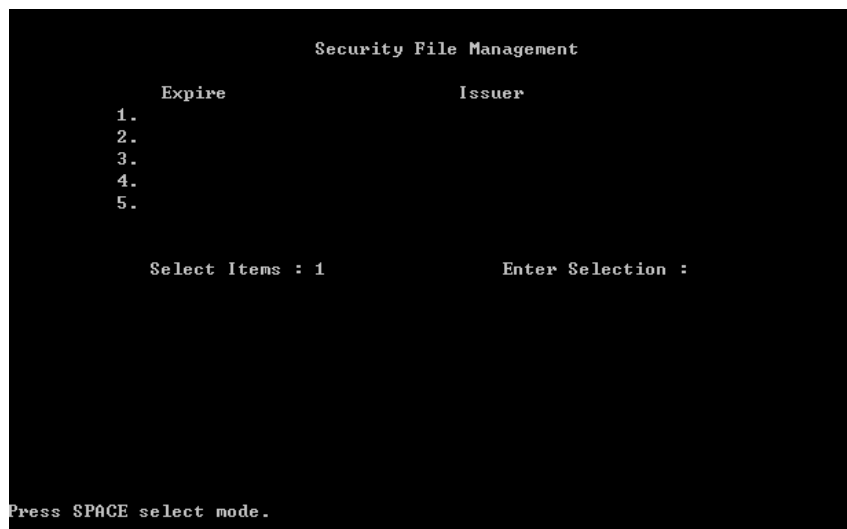 Security File Management
Expire Issuer
1.
2.
3.
4.
5.
Select Items : 1 Enter Selection :
Press SPACE select mode.